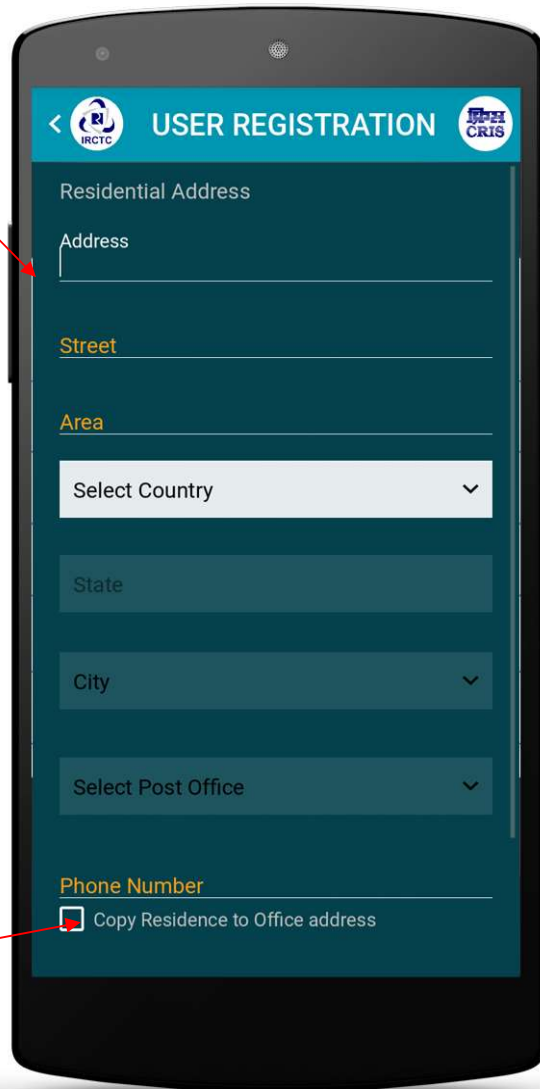 IRCTC
USER REGISTRATION
CRIS
Residential Address
Address
Street
Area
Select Country
State
City
Select Post Office
Phone Number
Copy Residence to Office address